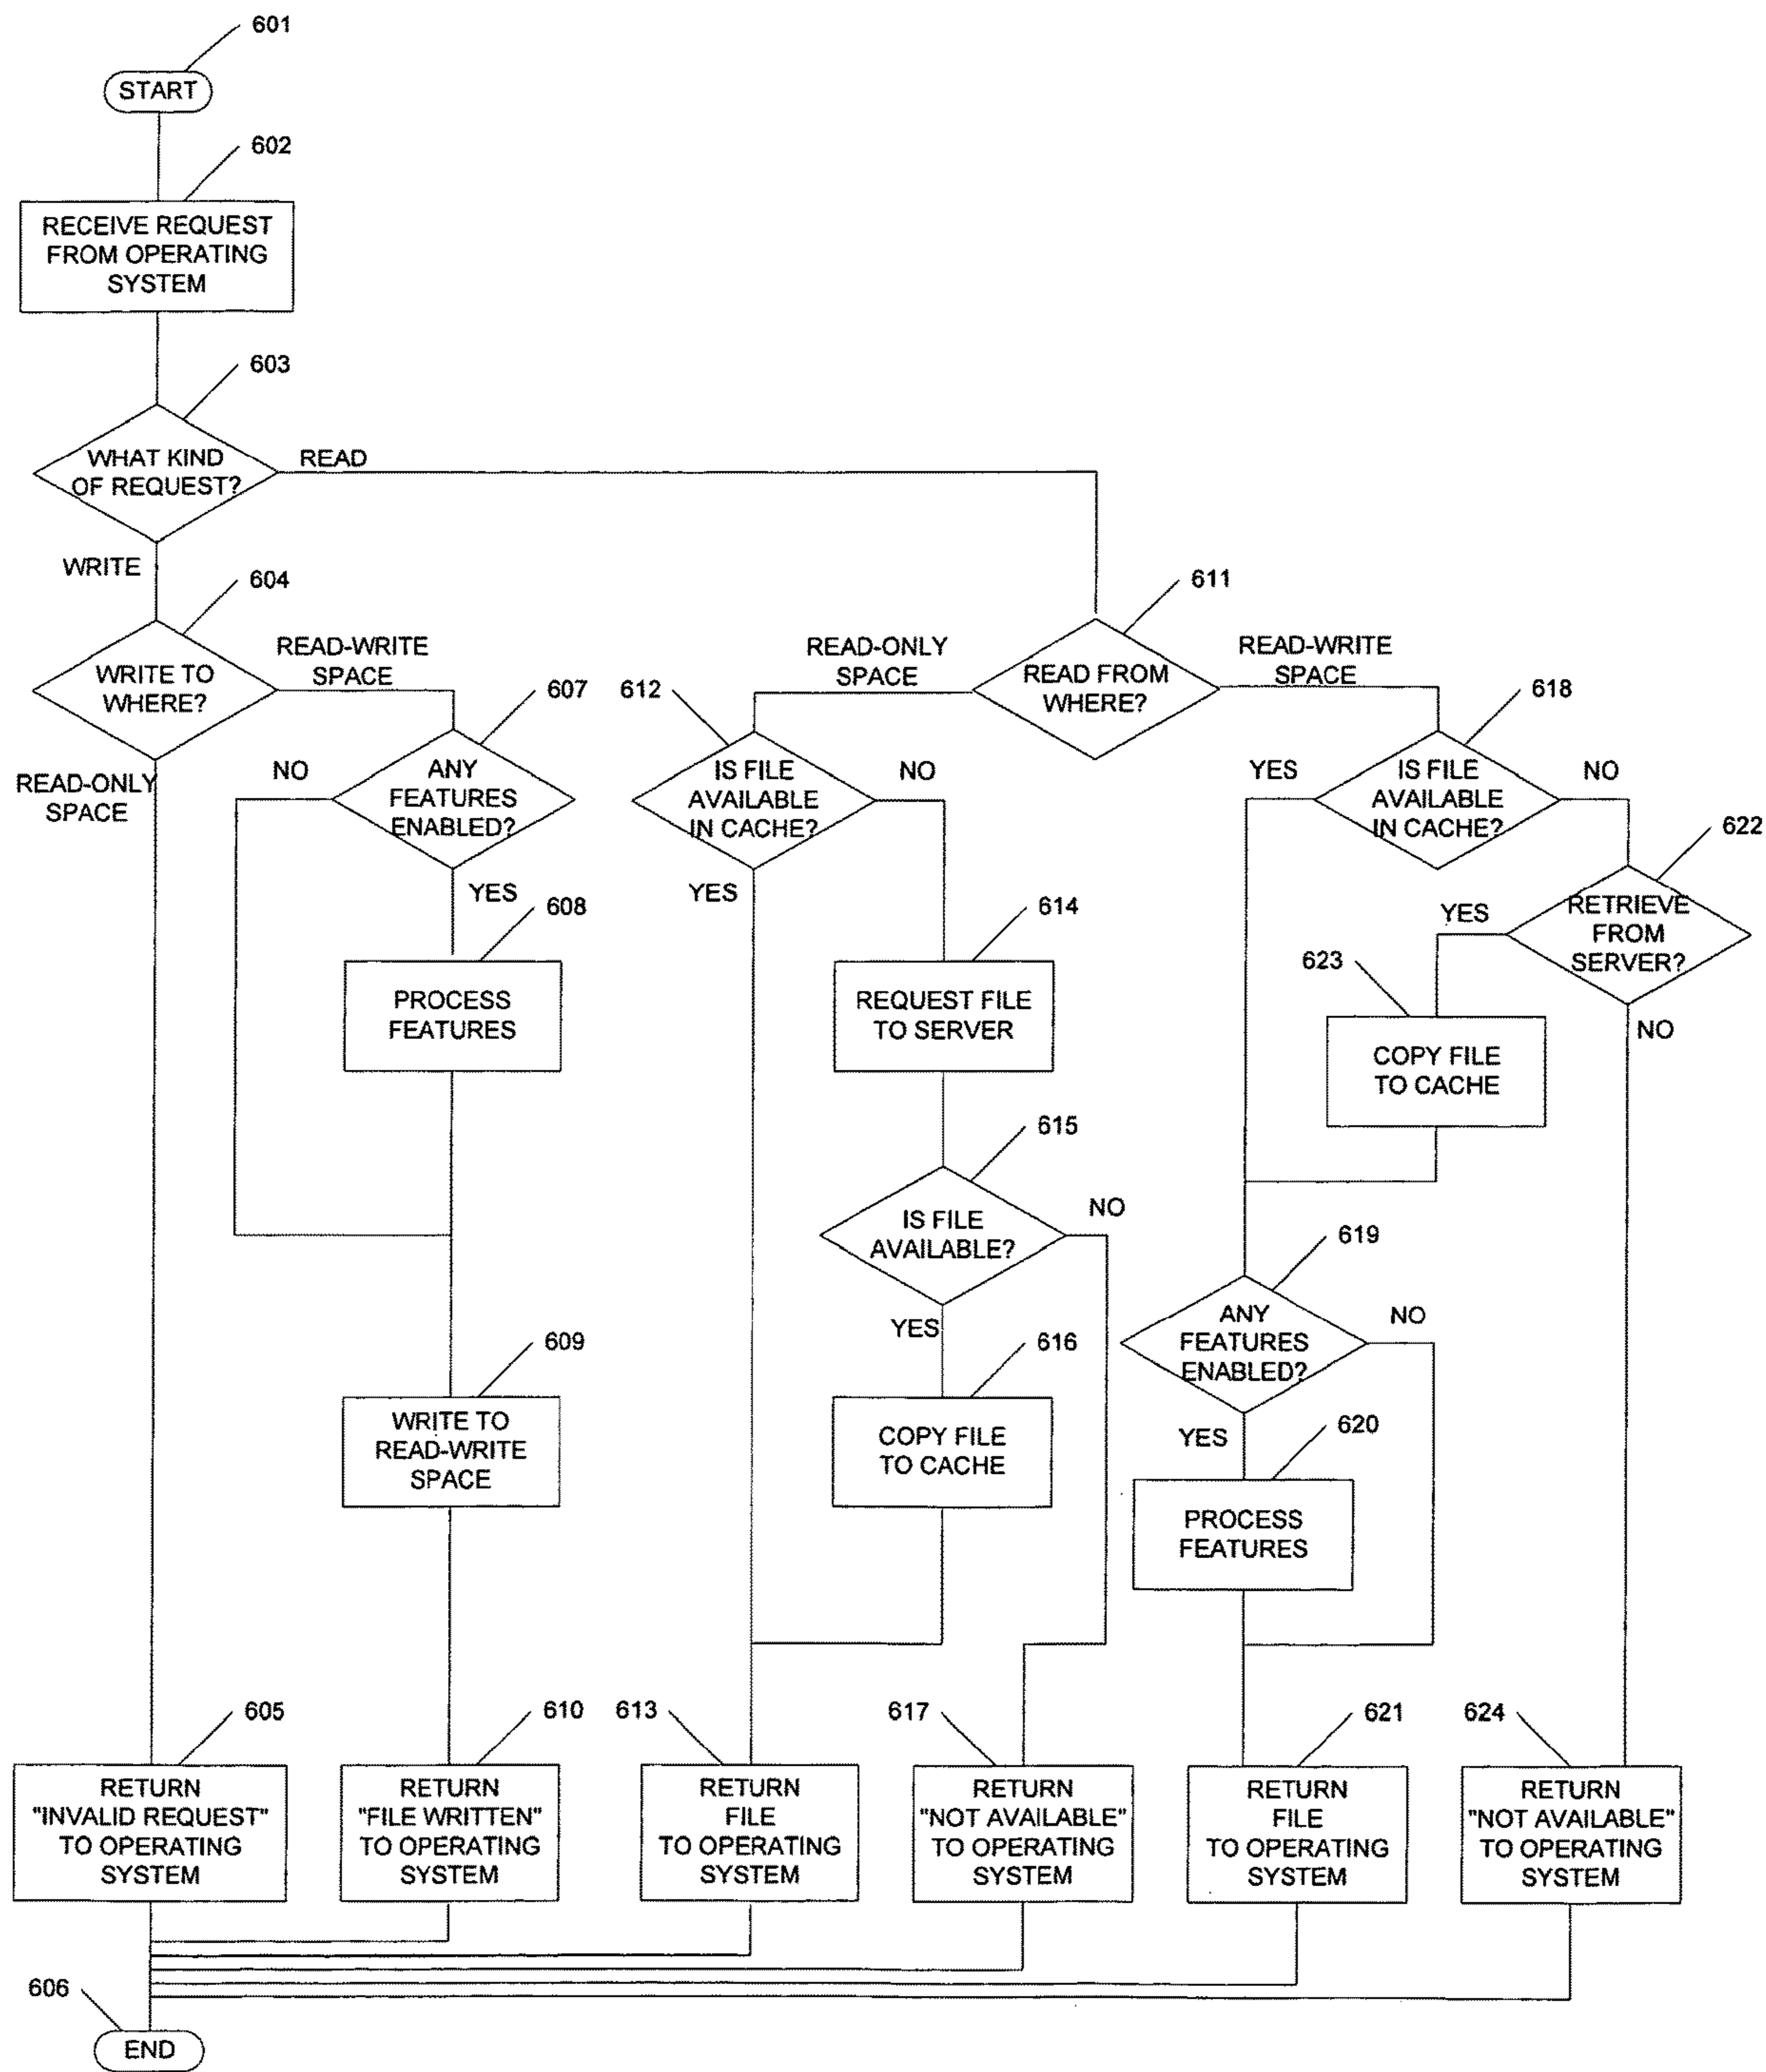 601
START
602
RECEIVE REQUEST
FROM OPERATING
SYSTEM
603
WHAT KIND
OF REQUEST?
READ
WRITE
604
WRITE TO
WHERE?
READ-WRITE
SPACE
READ-ONLY
SPACE
607
ANY
FEATURES
ENABLED?
NO
YES
608
PROCESS
FEATURES
609
WRITE TO
READ-WRITE
SPACE
611
READ FROM
WHERE?
READ-ONLY
SPACE
READ-WRITE
SPACE
612
IS FILE
AVAILABLE
IN CACHE?
NO
YES
614
REQUEST FILE
TO SERVER
615
IS FILE
AVAILABLE?
NO
YES
616
COPY FILE
TO CACHE
618
IS FILE
AVAILABLE
IN CACHE?
YES
NO
622
RETRIEVE
FROM
SERVER?
YES
NO
623
COPY FILE
TO CACHE
619
ANY
FEATURES
ENABLED?
NO
YES
620
PROCESS
FEATURES
605
RETURN
"INVALID REQUEST"
TO OPERATING
SYSTEM
610
RETURN
"FILE WRITTEN"
TO OPERATING
SYSTEM
613
RETURN
FILE
TO OPERATING
SYSTEM
617
RETURN
"NOT AVAILABLE"
TO OPERATING
SYSTEM
621
RETURN
FILE
TO OPERATING
SYSTEM
624
RETURN
"NOT AVAILABLE"
TO OPERATING
SYSTEM
606
END